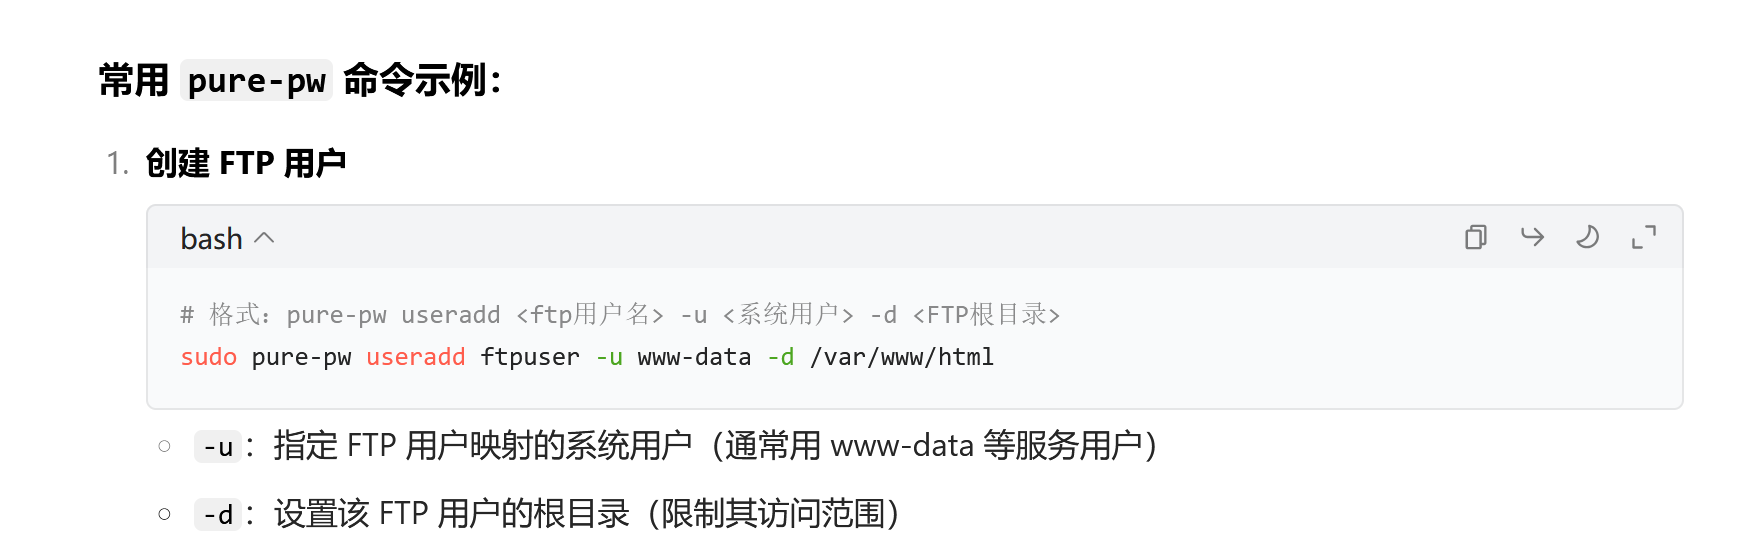 常用 pure-pw 命令示例：
1. 创建 FTP 用户
bash
# 格式：pure-pw useradd <ftp用户名> -u <系统用户> -d <FTP根目录>
sudo pure-pw useradd ftpuser -u www-data -d /var/www/html
-u：指定 FTP 用户映射的系统用户（通常用 www-data 等服务用户）
-d：设置该 FTP 用户的根目录（限制其访问范围）